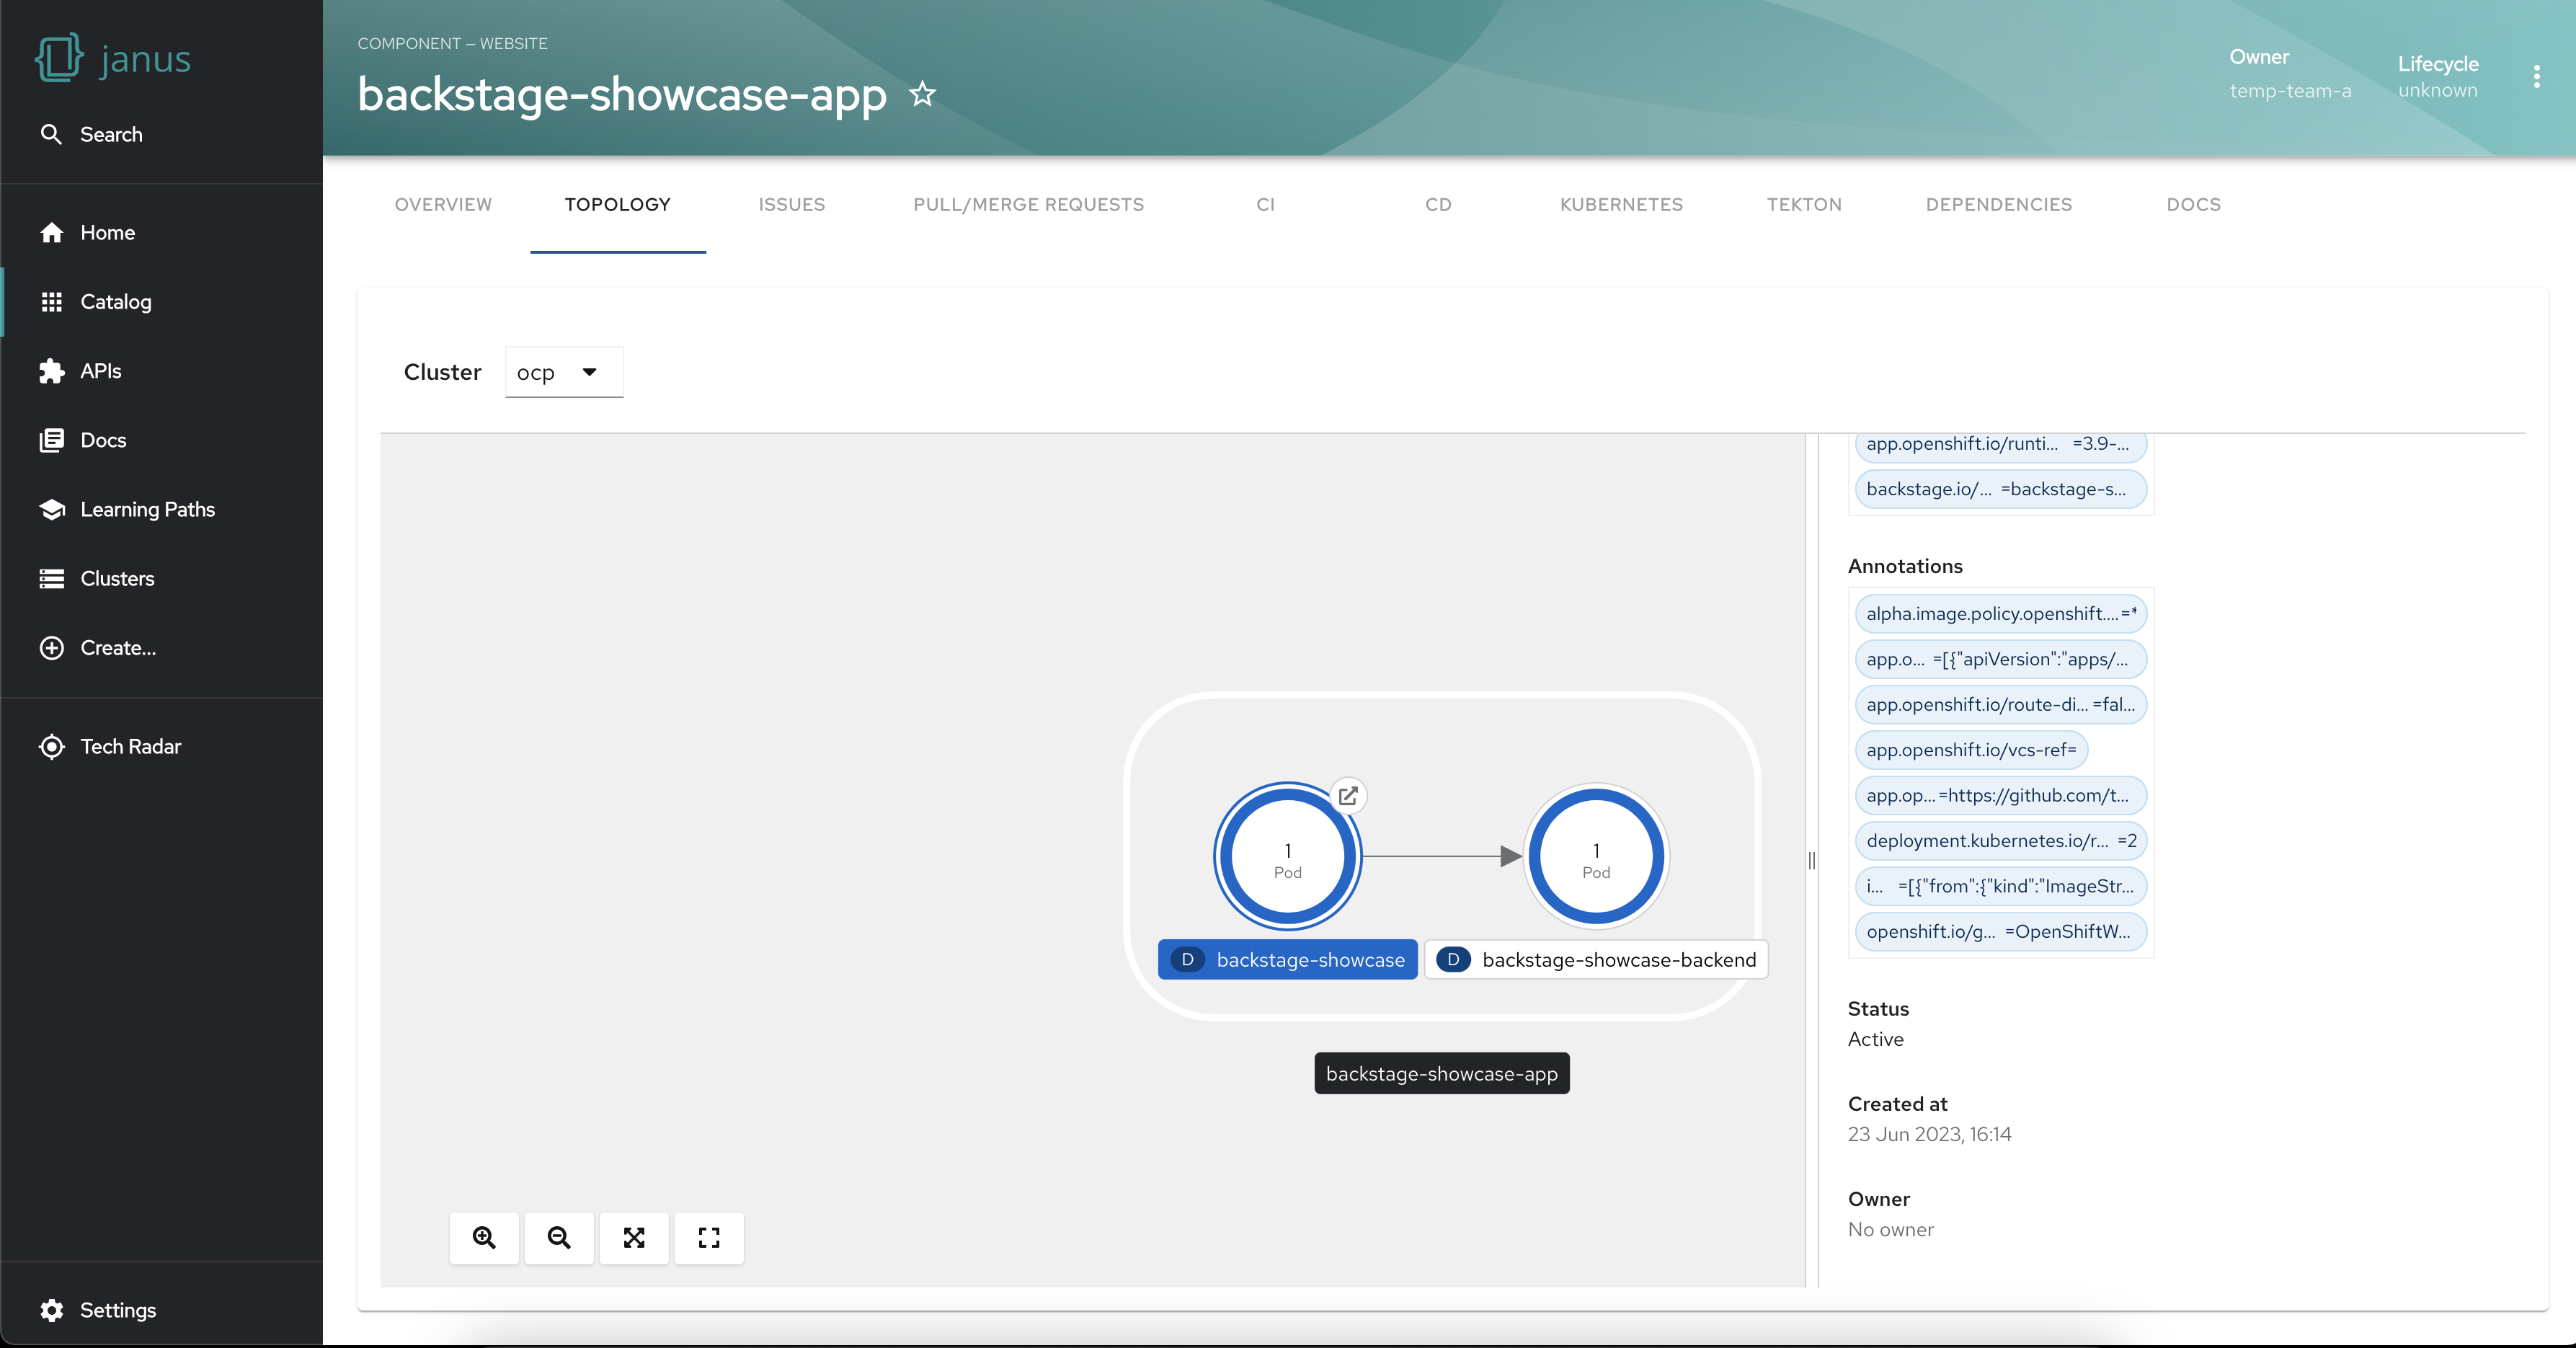 janus
Search
Home
Catalog
APIs
Docs
Learning Paths
Clusters
Create...
Tech Radar
Settings
COMPONENT — WEBSITE
backstage-showcase-app
Owner
temp-team-a
Lifecycle
unknown
OVERVIEW TOPOLOGY ISSUES PULL/MERGE REQUESTS CI CD KUBERNETES TEKTON DEPENDENCIES DOCS
Cluster ocp
1
Pod
D backstage-showcase
1
Pod
D backstage-showcase-backend
backstage-showcase-app
app.openshift.io/runti... =3.9-...
backstage.io/... =backstage-s...
Annotations
alpha.image.policy.openshift....=*
app.o... =[{"apiVersion":"apps/...
app.openshift.io/route-di... =fal...
app.openshift.io/vcs-ref=
app.op... =https://github.com/t...
deployment.kubernetes.io/r... =2
i... =[{"from":{"kind":"ImageStr...
openshift.io/g... =OpenShiftW...
Status
Active
Created at
23 Jun 2023, 16:14
Owner
No owner